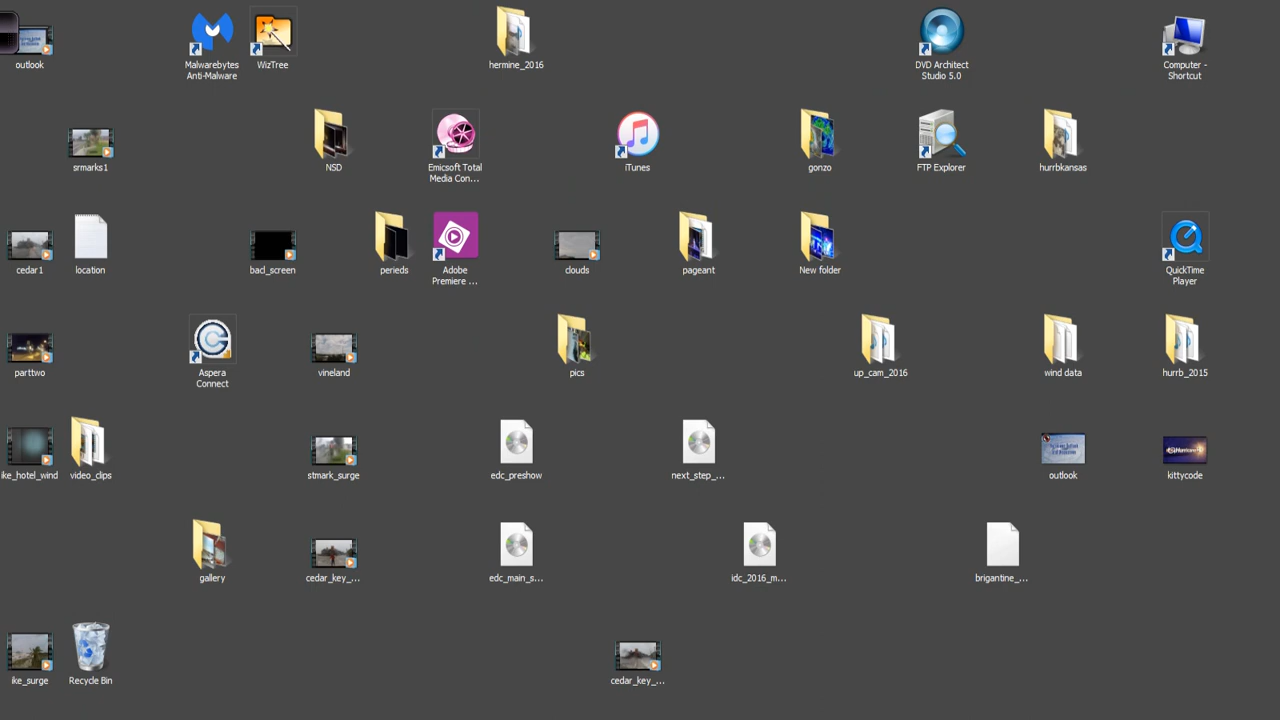 outlook
Malwarebytes
Anti-Malware
WizTree
hermine_2016
DVD Architect
Studio 5.0
Computer -
Shortcut
srmarks1
NSD
Emicsoft Total
Media Con...
iTunes
gonzo
FTP Explorer
hurrbkansas
cedar1
location
bacl_screen
perieds
Adobe
Premiere ...
clouds
pageant
New folder
QuickTime
Player
parttwo
Aspera
Connect
vineland
pics
up_cam_2016
wind data
hurrb_2015
ike_hotel_wind
video_clips
stmark_surge
edc_preshow
next_step_...
outlook
kittycode
gallery
cedar_key_...
edc_main_s...
idc_2016_m...
brigantine_...
ike_surge
Recycle Bin
cedar_key_...